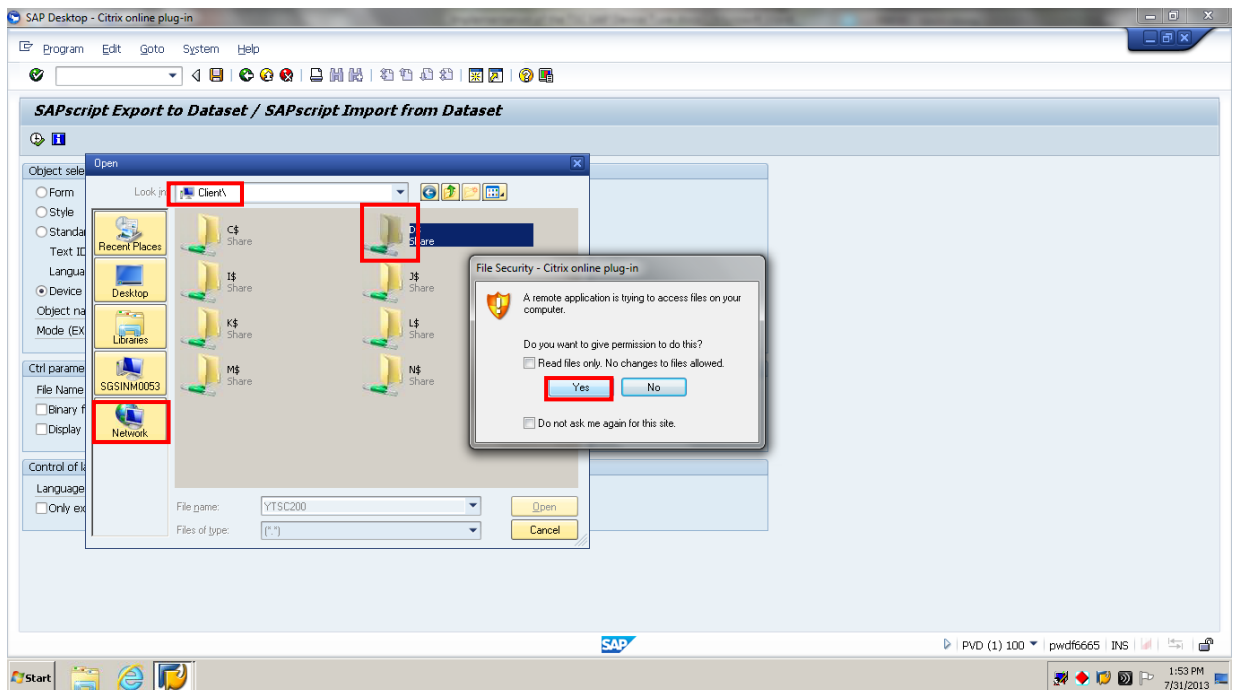 SAP Desktop - Citrix online plug-in
Program Edit Goto System Help
SAPscript Export to Dataset / SAPscript Import from Dataset
Object sele
Form
Style
Standa
Text ID
Langua
Device
Object na
Mode (EX
Ctrl parame
File Name
Binary f
Display
Control of la
Language
Only ex
Open
Look in
Client\
Recent Places
Desktop
Libraries
SGSINM0053
Network
C$
Share
D$
Share
I$
Share
J$
Share
K$
Share
L$
Share
M$
Share
N$
Share
File name: YTSC200 Open
Files of type: (*.*) Cancel
File Security - Citrix online plug-in
A remote application is trying to access files on your
computer.
Do you want to give permission to do this?
Read files only. No changes to files allowed.
Yes No
Do not ask me again for this site.
SAP
PVD (1) 100 pwdf6665 INS
Start
1:53 PM
7/31/2013